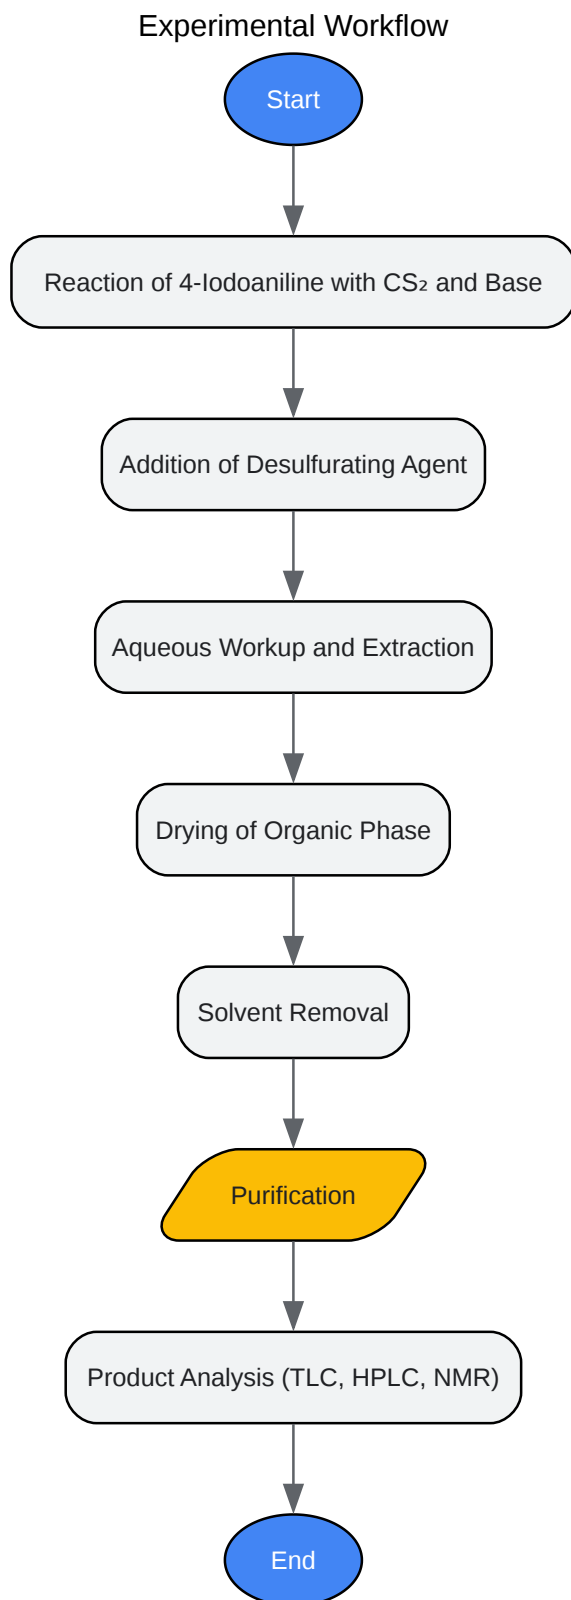 Experimental Workflow
Start
Reaction of 4-Iodoaniline with CS₂ and Base
Addition of Desulfurating Agent
Aqueous Workup and Extraction
Drying of Organic Phase
Solvent Removal
Purification
Product Analysis (TLC, HPLC, NMR)
End